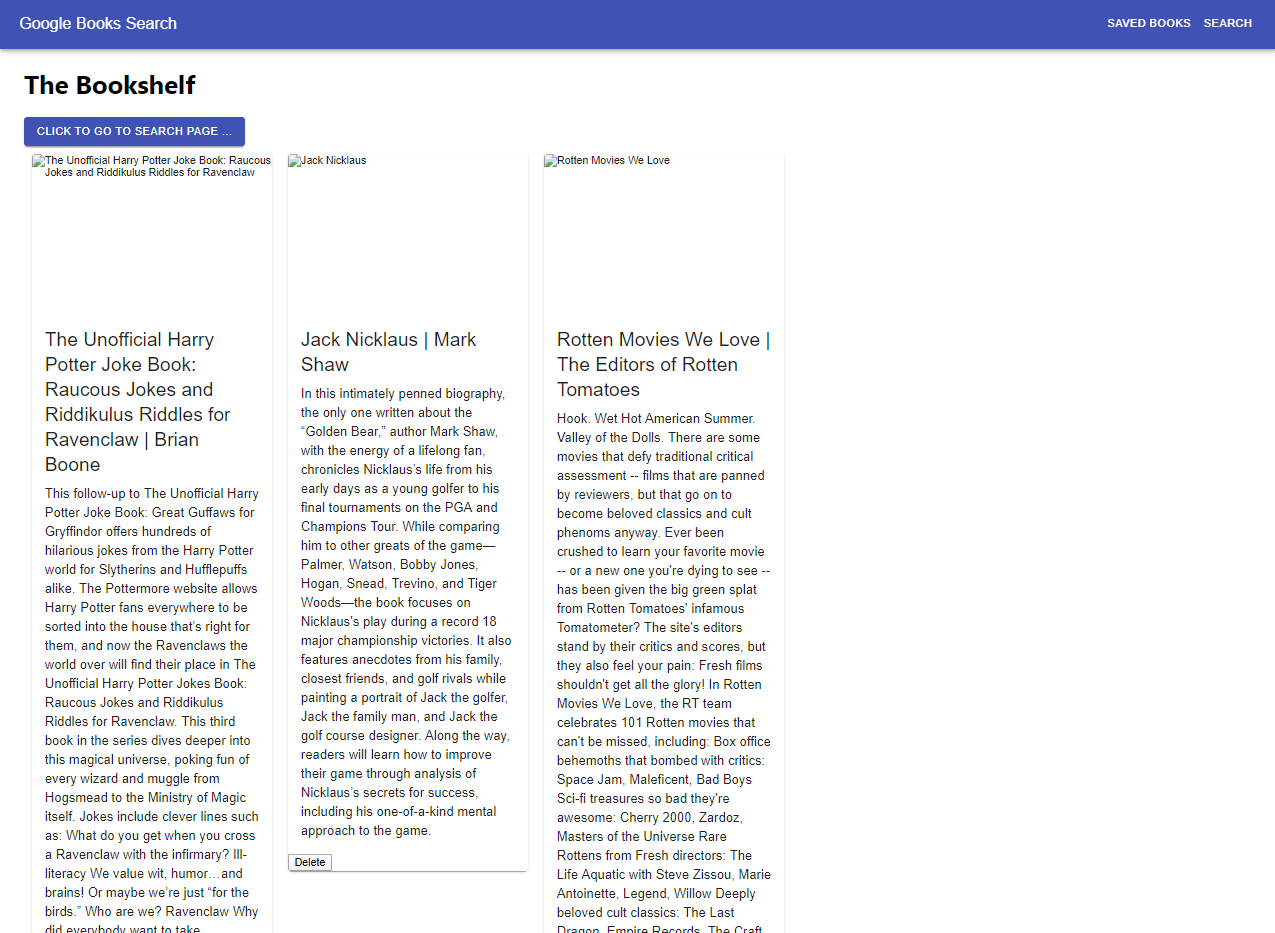 Google Books Search
SAVED BOOKS SEARCH
The Bookshelf
CLICK TO GO TO SEARCH PAGE ...
The Unofficial Harry Potter Joke Book: Raucous
Jokes and Riddikulus Riddles for Ravenclaw
The Unofficial Harry
Potter Joke Book:
Raucous Jokes and
Riddikulus Riddles for
Ravenclaw | Brian
Boone
This follow-up to The Unofficial Harry
Potter Joke Book: Great Guffaws for
Gryffindor offers hundreds of
hilarious jokes from the Harry Potter
world for Slytherins and Hufflepuffs
alike. The Pottermore website allows
Harry Potter fans everywhere to be
sorted into the house that’s right for
them, and now the Ravenclaws the
world over will find their place in The
Unofficial Harry Potter Jokes Book:
Raucous Jokes and Riddikulus
Riddles for Ravenclaw. This third
book in the series dives deeper into
this magical universe, poking fun of
every wizard and muggle from
Hogsmead to the Ministry of Magic
itself. Jokes include clever lines such
as: What do you get when you cross
a Ravenclaw with the infirmary? Ill-
literacy We value wit, humor…and
brains! Or maybe we’re just “for the
birds.” Who are we? Ravenclaw Why
did everybody want to take
Jack Nicklaus
Jack Nicklaus | Mark
Shaw
In this intimately penned biography,
the only one written about the
“Golden Bear,” author Mark Shaw,
with the energy of a lifelong fan,
chronicles Nicklaus’s life from his
early days as a young golfer to his
final tournaments on the PGA and
Champions Tour. While comparing
him to other greats of the game—
Palmer, Watson, Bobby Jones,
Hogan, Snead, Trevino, and Tiger
Woods—the book focuses on
Nicklaus’s play during a record 18
major championship victories. It also
features anecdotes from his family,
closest friends, and golf rivals while
painting a portrait of Jack the golfer,
Jack the family man, and Jack the
golf course designer. Along the way,
readers will learn how to improve
their game through analysis of
Nicklaus’s secrets for success,
including his one-of-a-kind mental
approach to the game.
Delete
Rotten Movies We Love
Rotten Movies We Love |
The Editors of Rotten
Tomatoes
Hook. Wet Hot American Summer.
Valley of the Dolls. There are some
movies that defy traditional critical
assessment -- films that are panned
by reviewers, but that go on to
become beloved classics and cult
phenoms anyway. Ever been
crushed to learn your favorite movie
-- or a new one you're dying to see --
has been given the big green splat
from Rotten Tomatoes' infamous
Tomatometer? The site's editors
stand by their critics and scores, but
they also feel your pain: Fresh films
shouldn't get all the glory! In Rotten
Movies We Love, the RT team
celebrates 101 Rotten movies that
can't be missed, including: Box office
behemoths that bombed with critics:
Space Jam, Maleficent, Bad Boys
Sci-fi treasures so bad they're
awesome: Cherry 2000, Zardoz,
Masters of the Universe Rare
Rottens from Fresh directors: The
Life Aquatic with Steve Zissou, Marie
Antoinette, Legend, Willow Deeply
beloved cult classics: The Last
Dragon, Empire Records, The Craft,